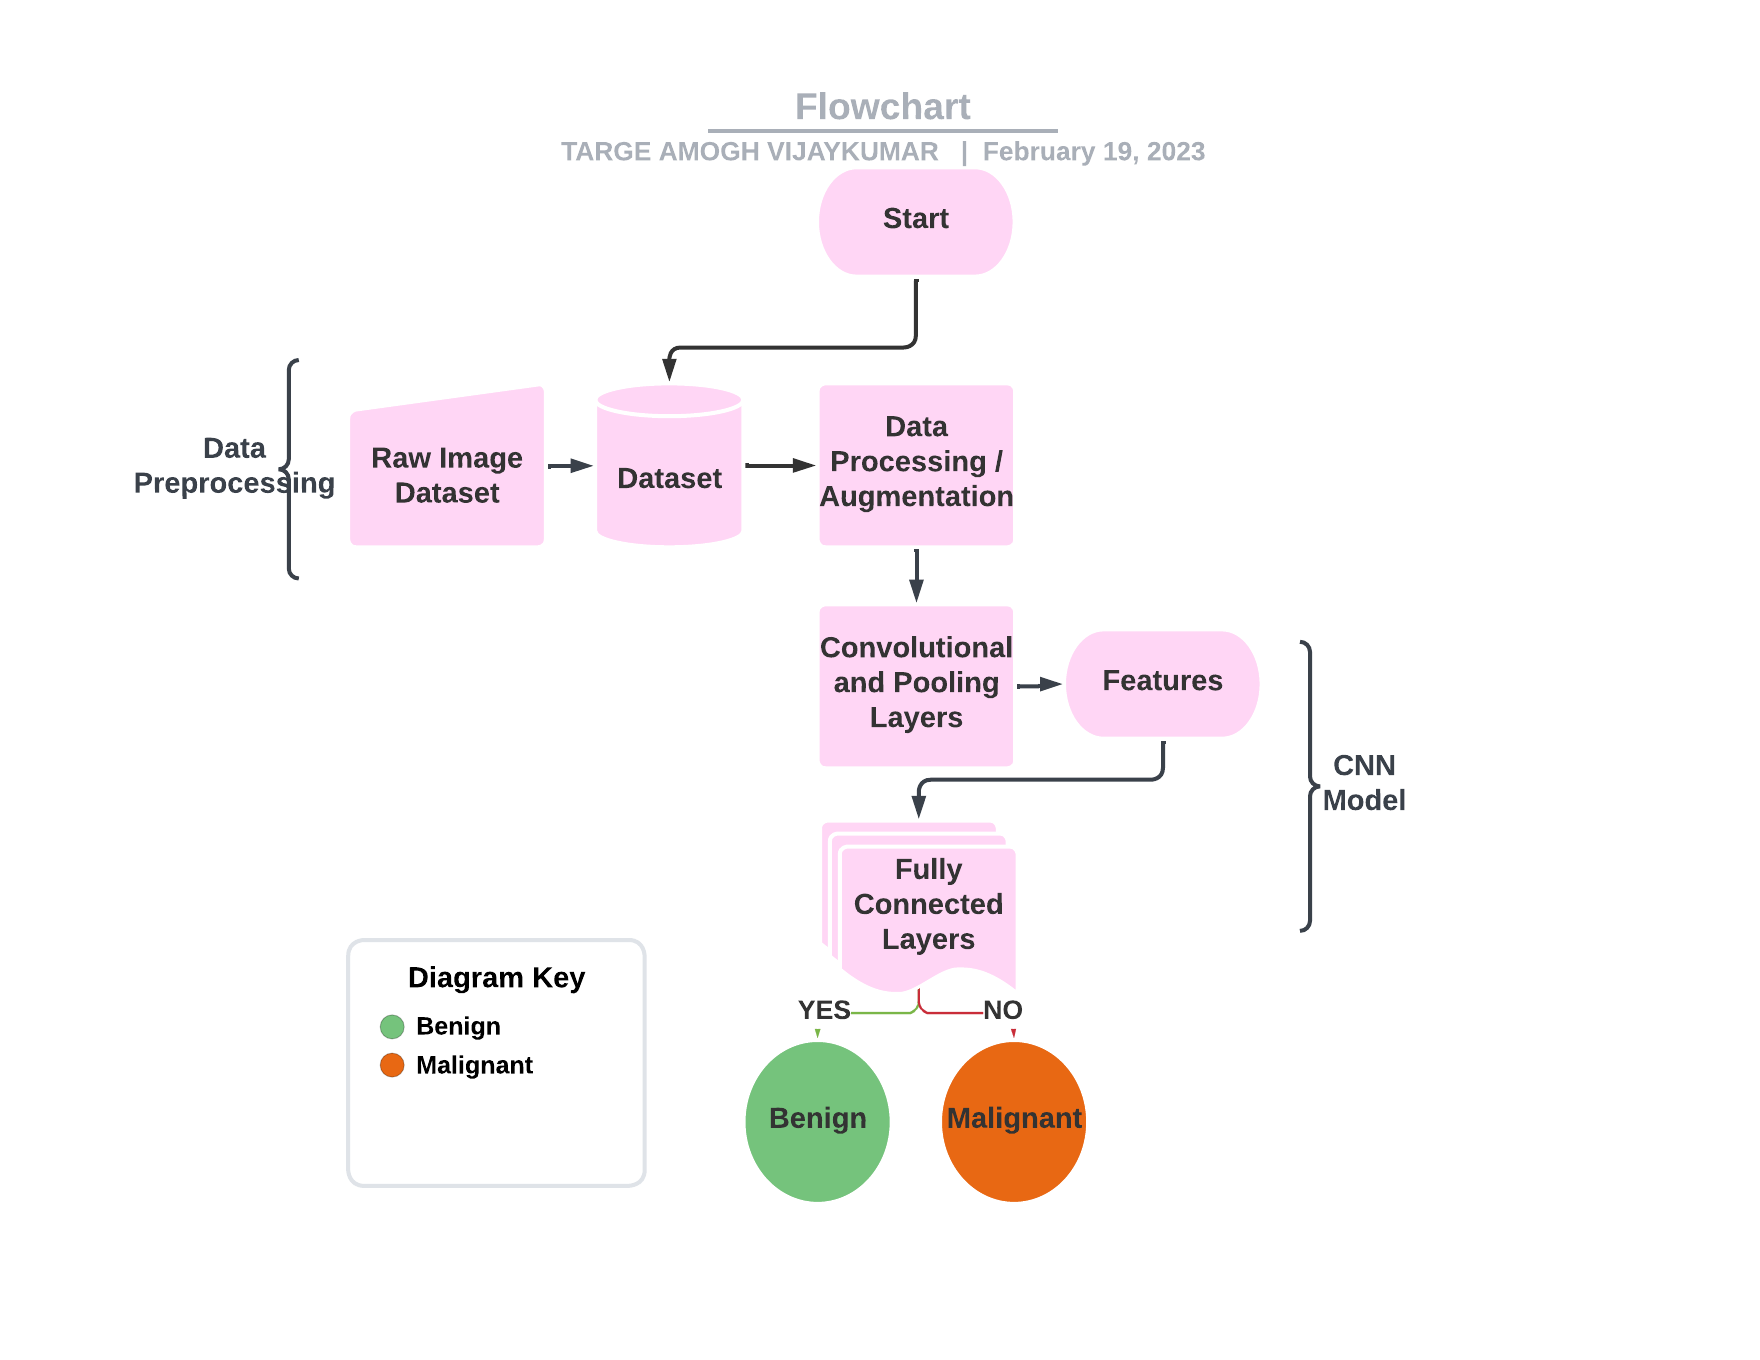 Flowchart
TARGE AMOGH VIJAYKUMAR | February 19, 2023
Start
Data
Preprocessing
Raw Image
Dataset
Dataset
Data
Processing /
Augmentation
Convolutional
and Pooling
Layers
Features
CNN
Model
Fully
Connected
Layers
YES
NO
Benign
Malignant
Diagram Key
Benign
Malignant